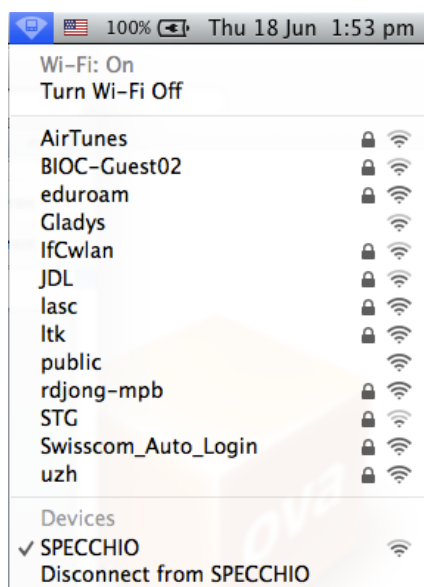 100% Thu 18 Jun 1:53 pm
Wi-Fi: On
Turn Wi-Fi Off
AirTunes
BIOC-Guest02
eduroam
Gladys
IfCwlan
JDL
lasc
ltk
public
rdjong-mpb
STG
Swisscom_Auto_Login
uzh
Devices
SPECCHIO
Disconnect from SPECCHIO
ova